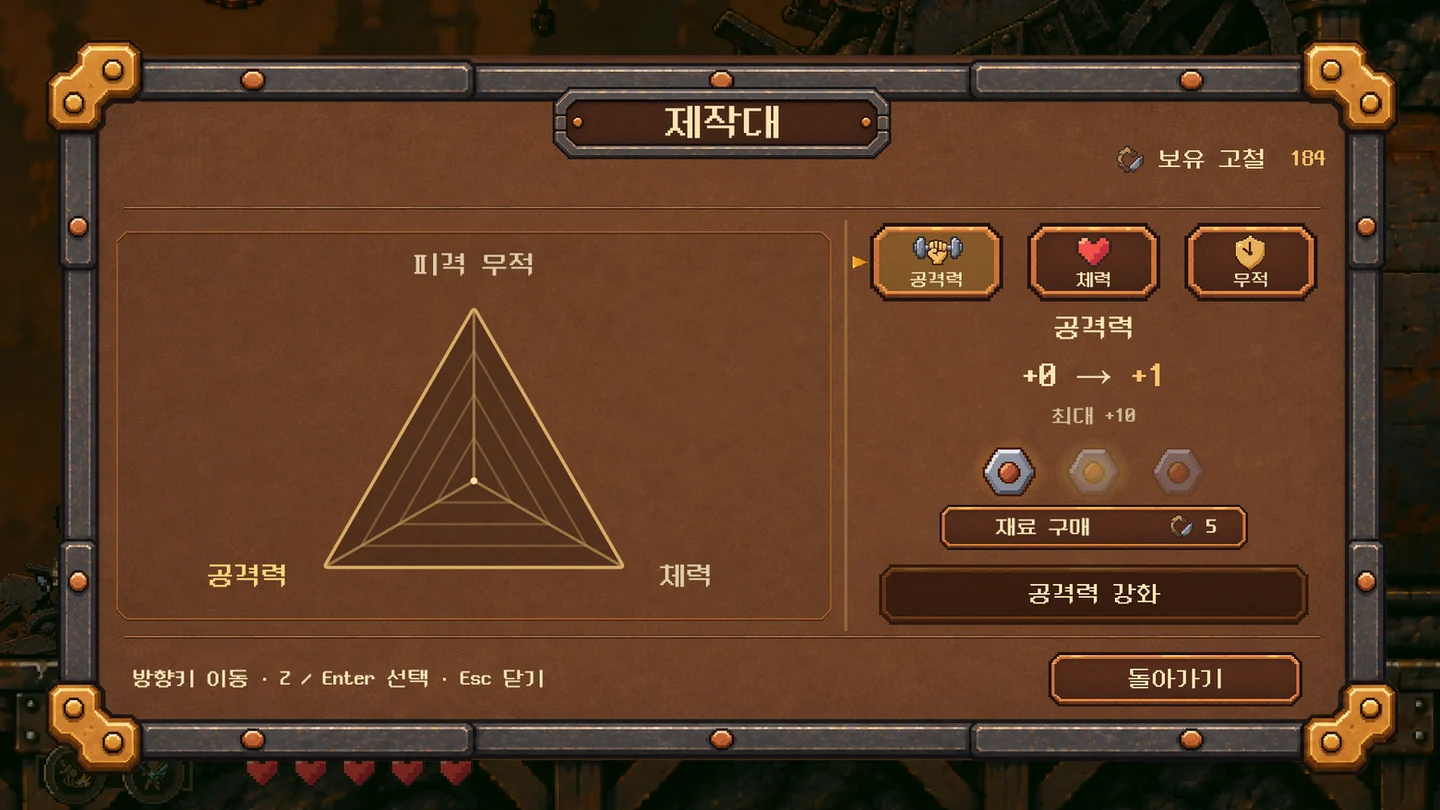 제작대
보유 고철 184
피격 무적
공격력
체력
공격력
체력
무적
공격력
+0 → +1
최대 +10
재료 구매 5
공격력 강화
방향키 이동 · Z / Enter 선택 · Esc 닫기
돌아가기